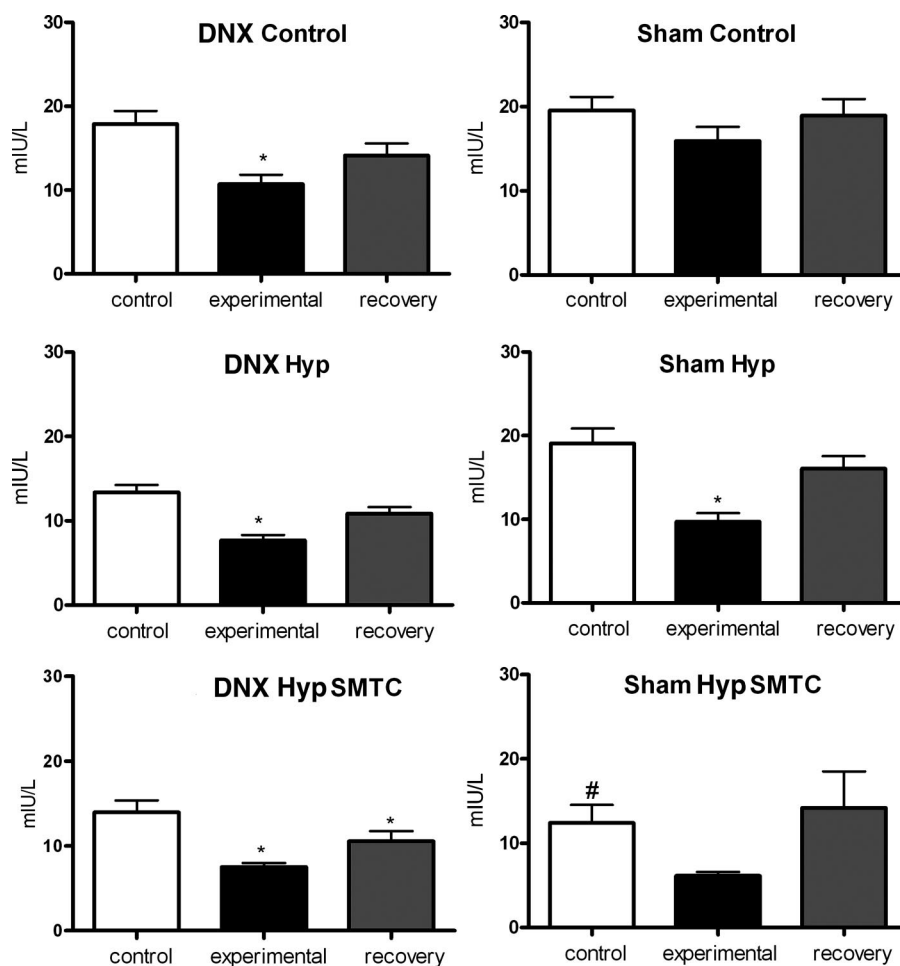 DNX Control
30
20
10
0
mIU/L
*
control experimental recovery
Sham Control
30
20
10
0
mIU/L
control experimental recovery
DNX Hyp
30
20
10
0
mIU/L
*
control experimental recovery
Sham Hyp
30
20
10
0
mIU/L
*
control experimental recovery
DNX Hyp SMTC
30
20
10
0
mIU/L
* *
control experimental recovery
Sham Hyp SMTC
30
20
10
0
mIU/L
#
control experimental recovery